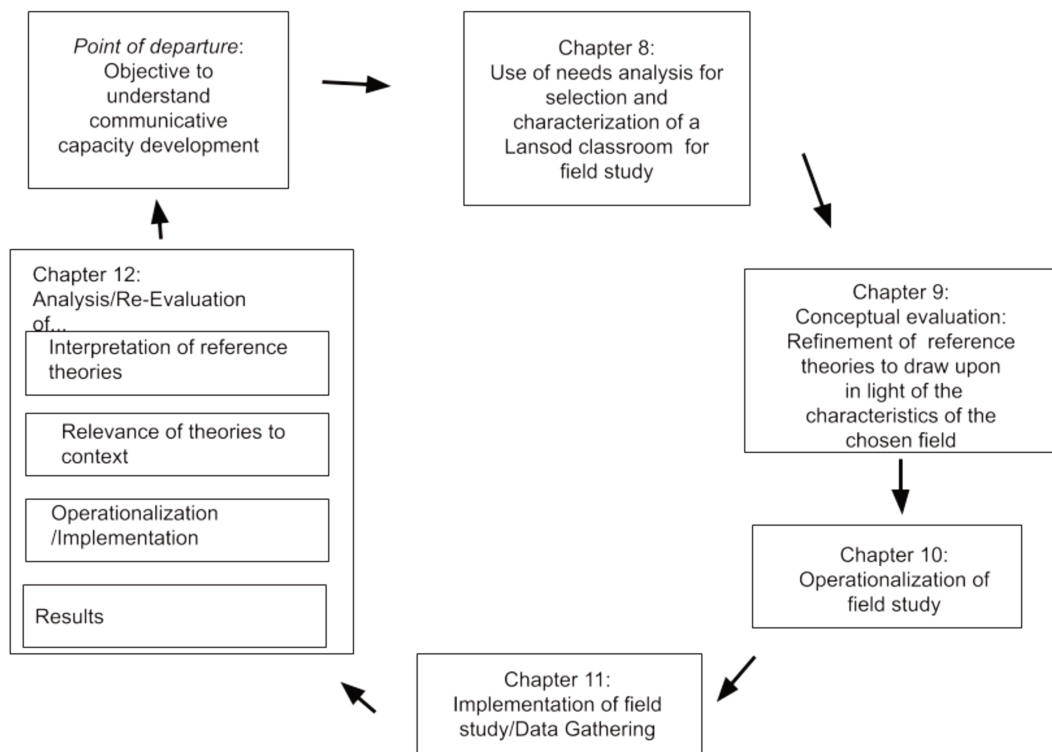 Point of departure:
Objective to
understand
communicative
capacity development
Chapter 8:
Use of needs analysis for
selection and
characterization of a
Lansod classroom for
field study
Chapter 9:
Conceptual evaluation:
Refinement of reference
theories to draw upon
in light of the
characteristics of the
chosen field
Chapter 10:
Operationalization of
field study
Chapter 11:
Implementation of field
study/Data Gathering
Chapter 12:
Analysis/Re-Evaluation
of...
Interpretation of reference
theories
Relevance of theories to
context
Operationalization
/Implementation
Results